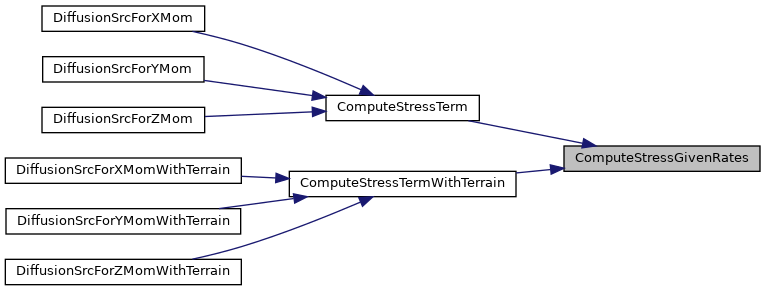 DiffusionSrcForXMom
DiffusionSrcForYMom
DiffusionSrcForZMom
ComputeStressTerm
ComputeStressGivenRates
DiffusionSrcForXMomWithTerrain
ComputeStressTermWithTerrain
DiffusionSrcForYMomWithTerrain
DiffusionSrcForZMomWithTerrain